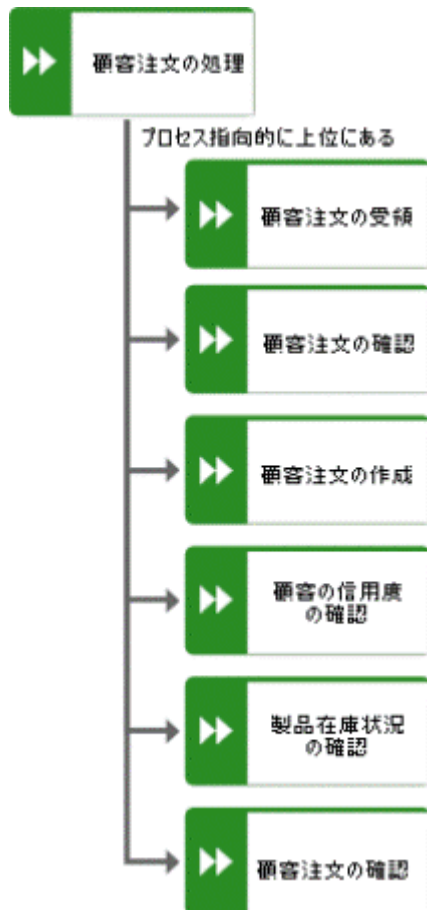 顧客注文の処理
プロセス指向的に上位にある
顧客注文の受領
顧客注文の確認
顧客注文の作成
顧客の信用度
の確認
製品在庫状況
の確認
顧客注文の確認